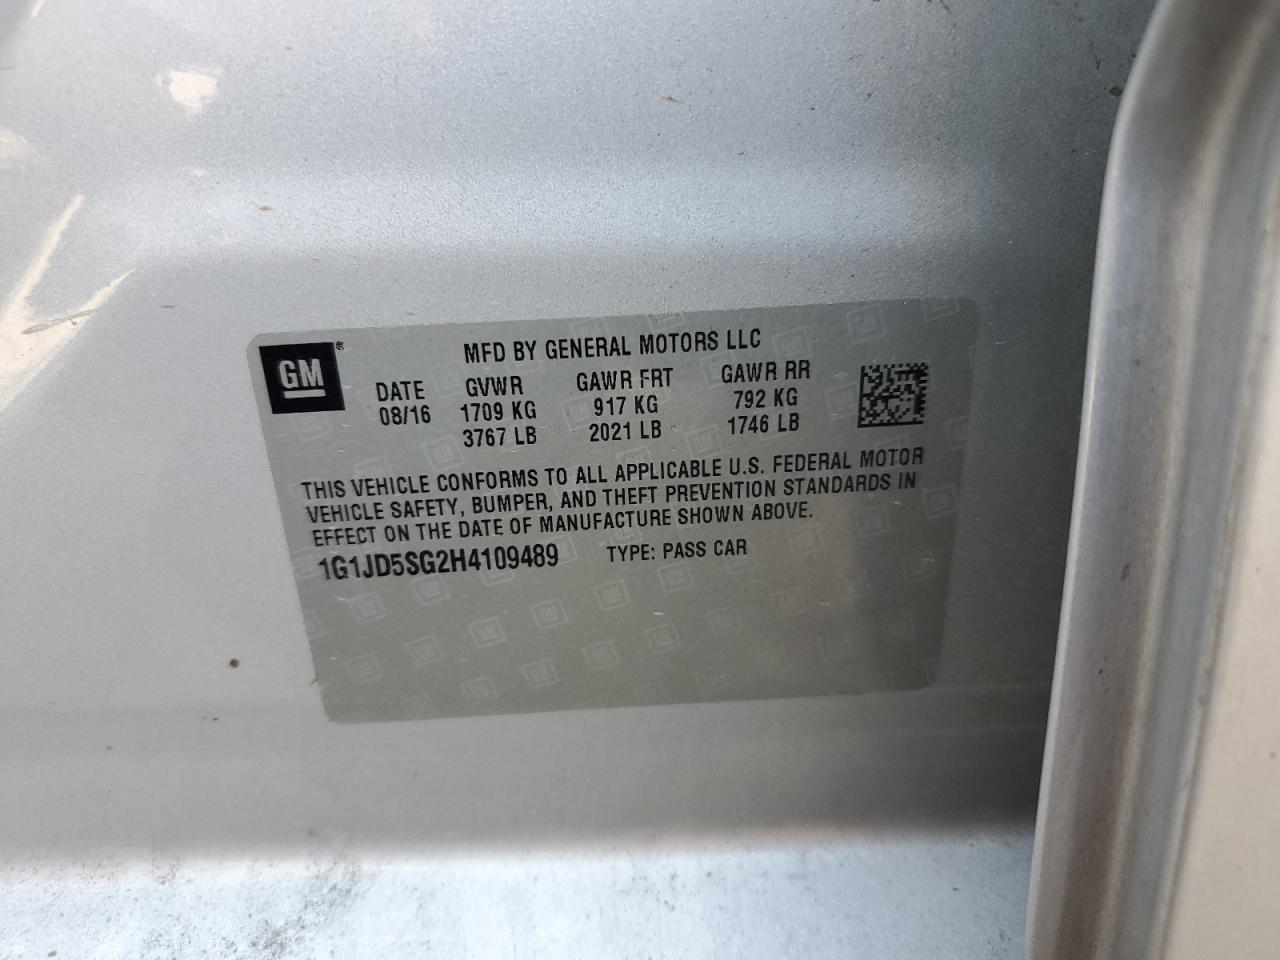 GM ®
MFD BY GENERAL MOTORS LLC
DATE GVWR GAWR FRT GAWR RR
08/16 1709 KG 917 KG 792 KG
3767 LB 2021 LB 1746 LB
THIS VEHICLE CONFORMS TO ALL APPLICABLE U.S. FEDERAL MOTOR
VEHICLE SAFETY, BUMPER, AND THEFT PREVENTION STANDARDS IN
EFFECT ON THE DATE OF MANUFACTURE SHOWN ABOVE.
1G1JD5SG2H4109489 TYPE: PASS CAR